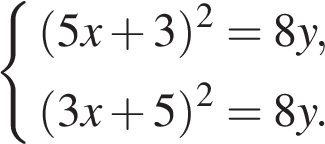 (5x + 3)² = 8y,
(3x + 5)² = 8y.